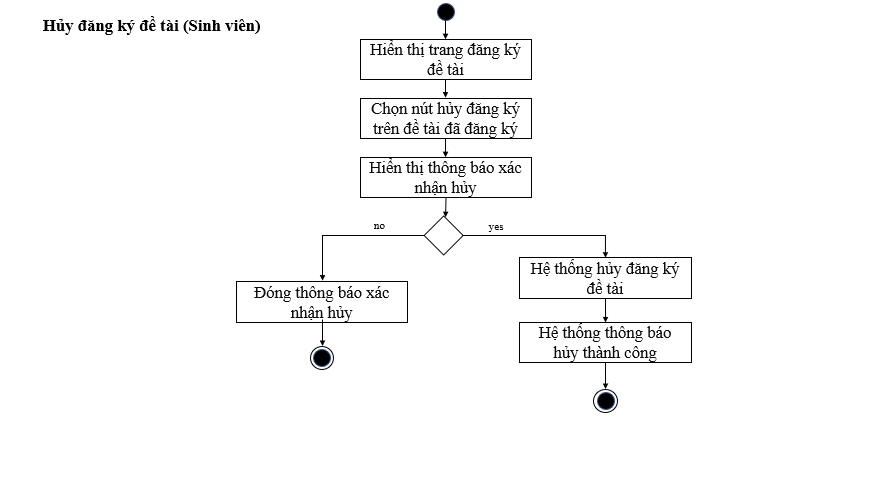 Hủy đăng ký đề tài (Sinh viên)
Hiển thị trang đăng ký
đề tài
Chọn nút hủy đăng ký
trên đề tài đã đăng ký
Hiển thị thông báo xác
nhận hủy
no
yes
Hệ thống hủy đăng ký
đề tài
Đóng thông báo xác
nhận hủy
Hệ thống thông báo
hủy thành công